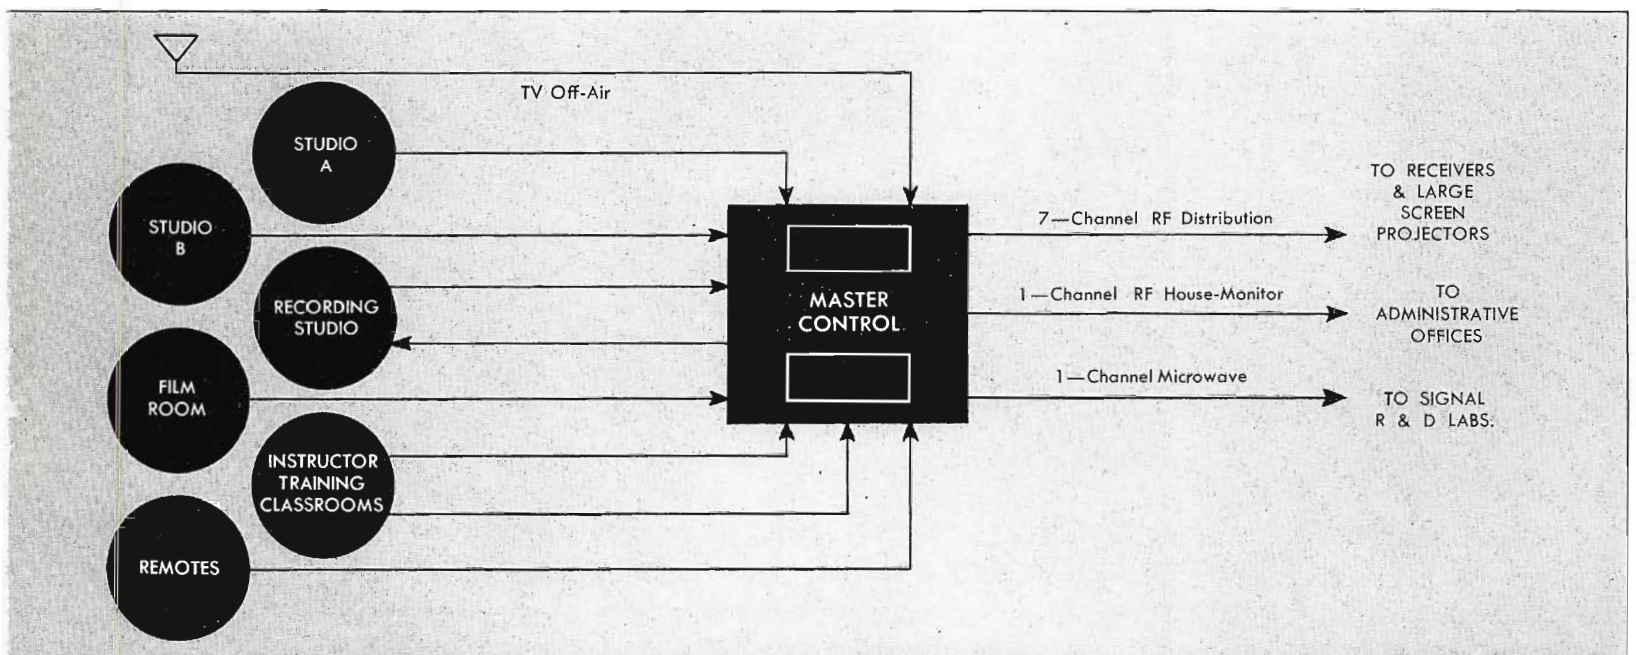 TV Off-Air
STUDIO
A
STUDIO
B
RECORDING
STUDIO
FILM
ROOM
INSTRUCTOR
TRAINING
CLASSROOMS
REMOTES
MASTER
CONTROL
7—Channel RF Distribution
TO RECEIVERS
& LARGE
SCREEN
PROJECTORS
1—Channel RF House-Monitor
TO
ADMINISTRATIVE
OFFICES
1—Channel Microwave
TO SIGNAL
R & D LABS.